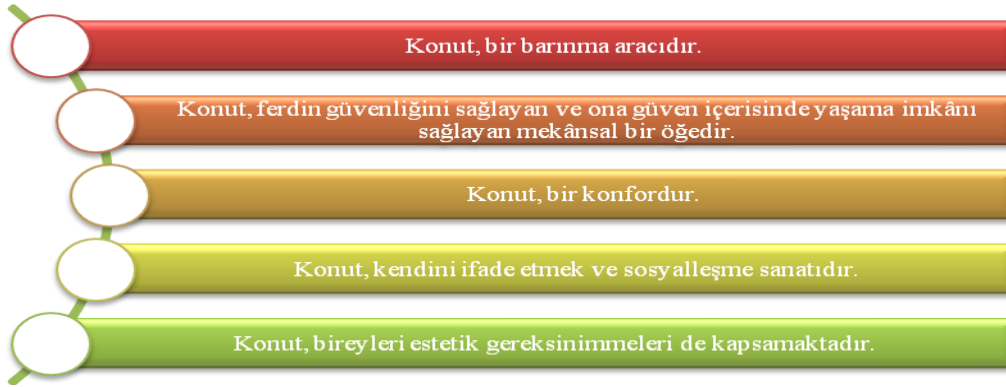 Konut, bir barınma aracıdır.
Konut, ferdin güvenliğini sağlayan ve ona güven içerisinde yaşama imkânı
sağlayan mekânsal bir öğedir.
Konut, bir konfordur.
Konut, kendini ifade etmek ve sosyalleşme sanatıdır.
Konut, bireyleri estetik gereksinimmeleri de kapsamaktadır.